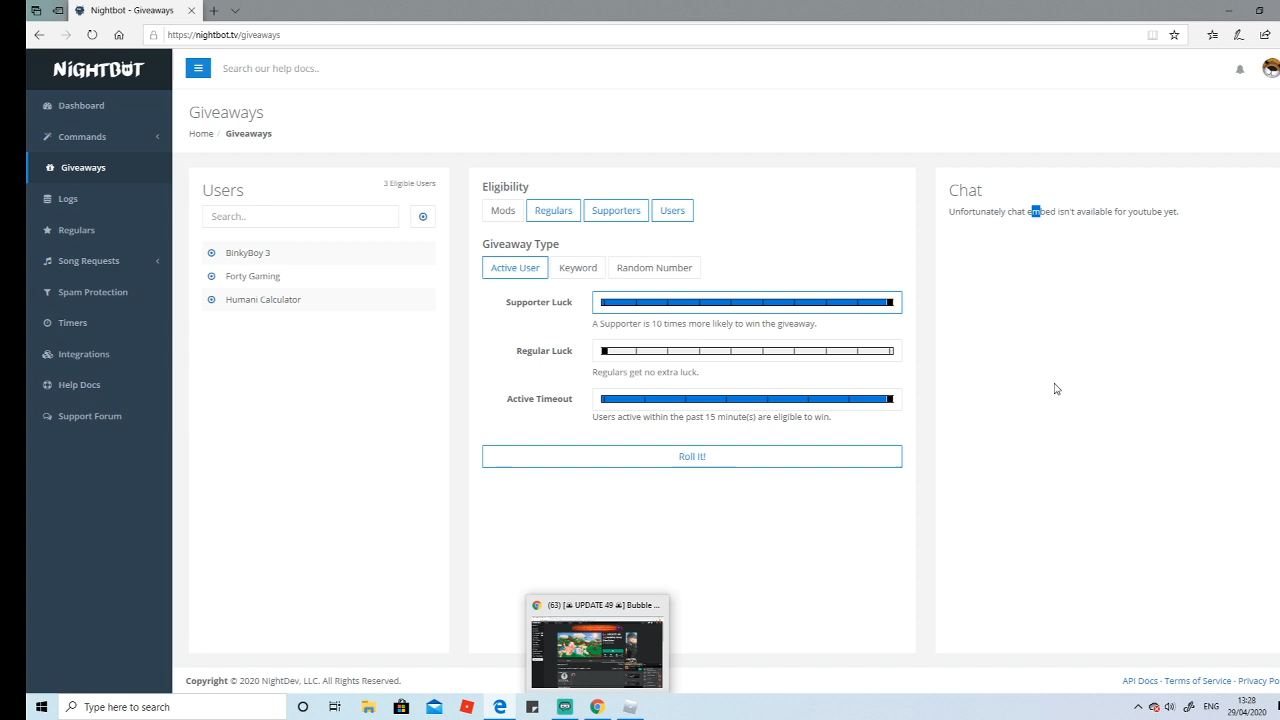 Nightbot - Giveaways
https://nightbot.tv/giveaways
NIGHTBOT
Search our help docs..
Dashboard
Commands
Giveaways
Logs
Regulars
Song Requests
Spam Protection
Timers
Integrations
Help Docs
Support Forum
Giveaways
Home / Giveaways
Users
3 Eligible Users
Search..
BInkyBoy 3
Forty Gaming
Humani Calculator
Eligibility
Mods Regulars Supporters Users
Giveaway Type
Active User Keyword Random Number
Supporter Luck
A Supporter is 10 times more likely to win the giveaway.
Regular Luck
Regulars get no extra luck.
Active Timeout
Users active within the past 15 minute(s) are eligible to win.
Roll It!
Chat
Unfortunately chat embed isn't available for youtube yet.
(63) [ UPDATE 49 ] Bubble ...
Copyright © 2020 NightDev, LLC. All Rights Reserved.
API Docs - Terms of Service - Privacy Po
Type here to search
ENG
13:28
29/04/2020